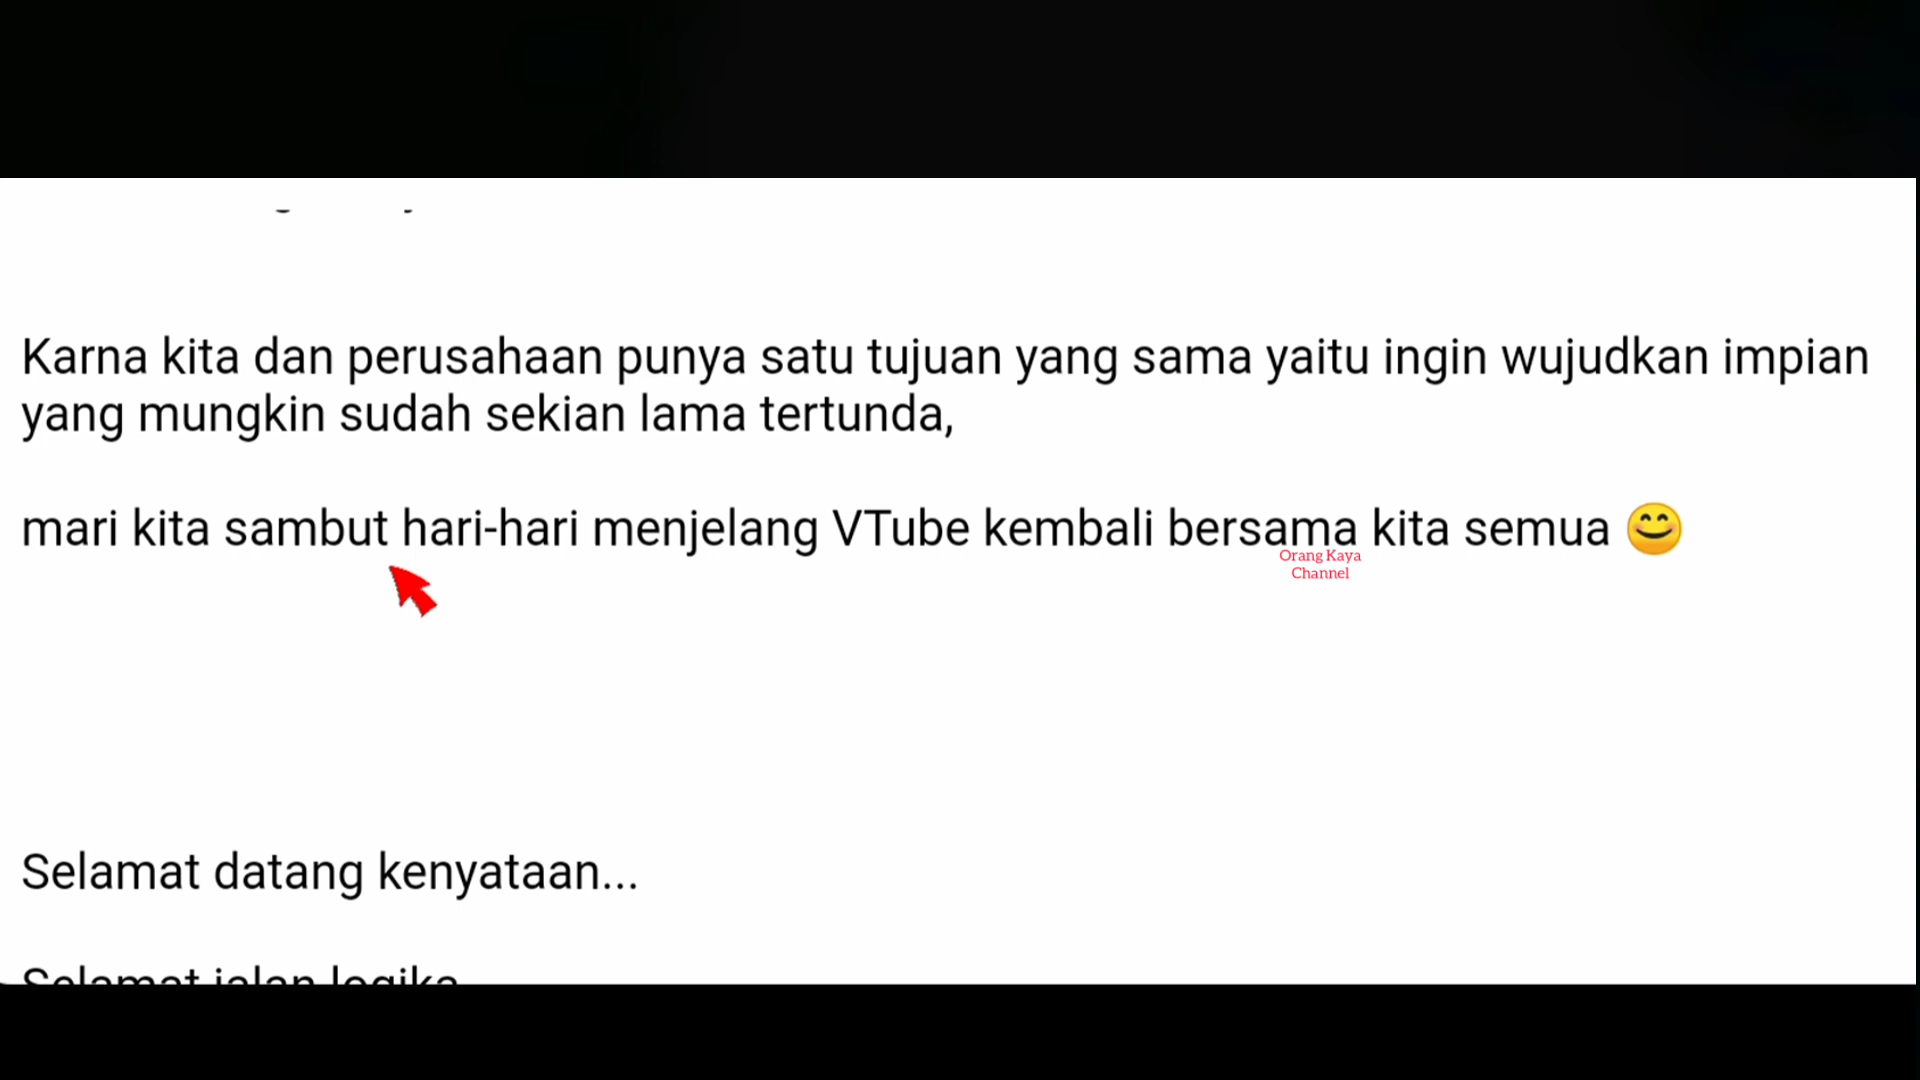 Karna kita dan perusahaan punya satu tujuan yang sama yaitu ingin wujudkan impian
yang mungkin sudah sekian lama tertunda,
mari kita sambut hari-hari menjelang VTube kembali bersama kita semua 😊
Orang Kaya
Channel
Selamat datang kenyataan...
Selamat jalan logika